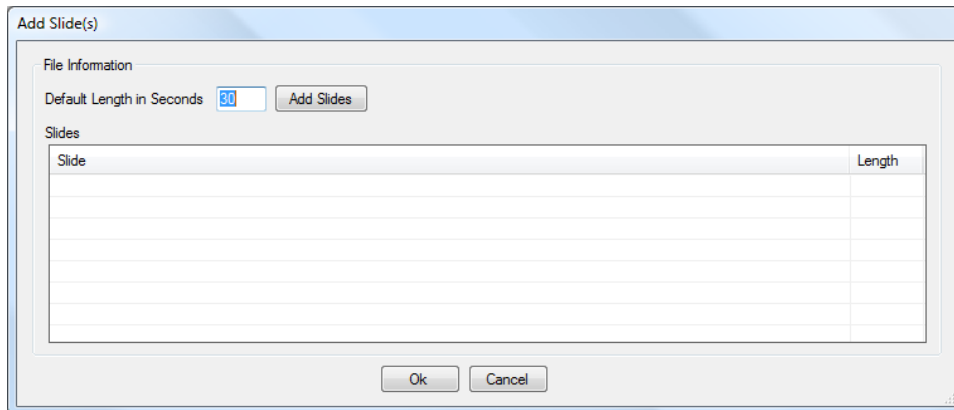 Add Slide(s)
File Information
Default Length in Seconds 30 Add Slides
Slides
Slide Length
Ok Cancel